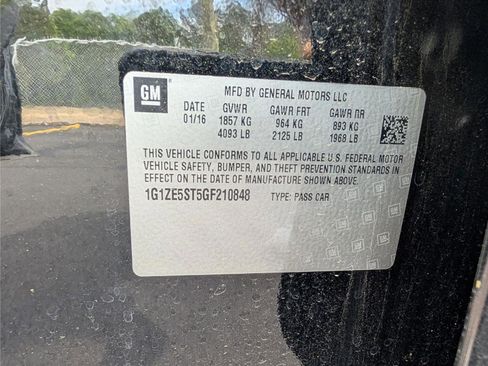 GM
MFD BY GENERAL MOTORS LLC
DATE GVWR GAWR FRT GAWR RR
01/16 1857 KG 964 KG 893 KG
4093 LB 2125 LB 1968 LB
THIS VEHICLE CONFORMS TO ALL APPLICABLE U.S. FEDERAL MOTOR
VEHICLE SAFETY, BUMPER, AND THEFT PREVENTION STANDARDS IN
EFFECT ON THE DATE OF MANUFACTURE SHOWN ABOVE.
1G1ZE5ST5GF210848 TYPE: PASS CAR